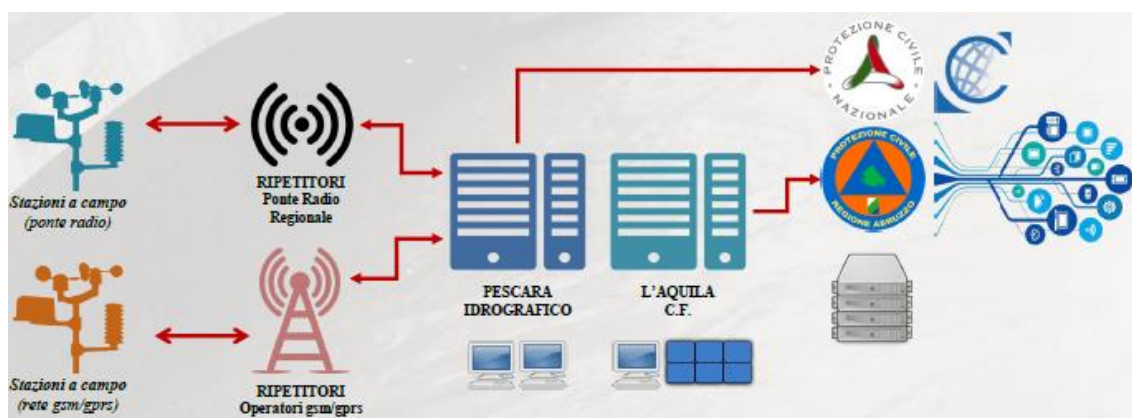 Stazioni a campo
(ponte radio)
RIPETITORI
Ponte Radio
Regionale
Stazioni a campo
(rete gsm/gprs)
RIPETITORI
Operatori gsm/gprs
PESCARA
IDROGRAFICO
L'AQUILA
C.F.
PROTEZIONE CIVILE
NAZIONALE
PROTEZIONE CIVILE
REGIONE ABRUZZO